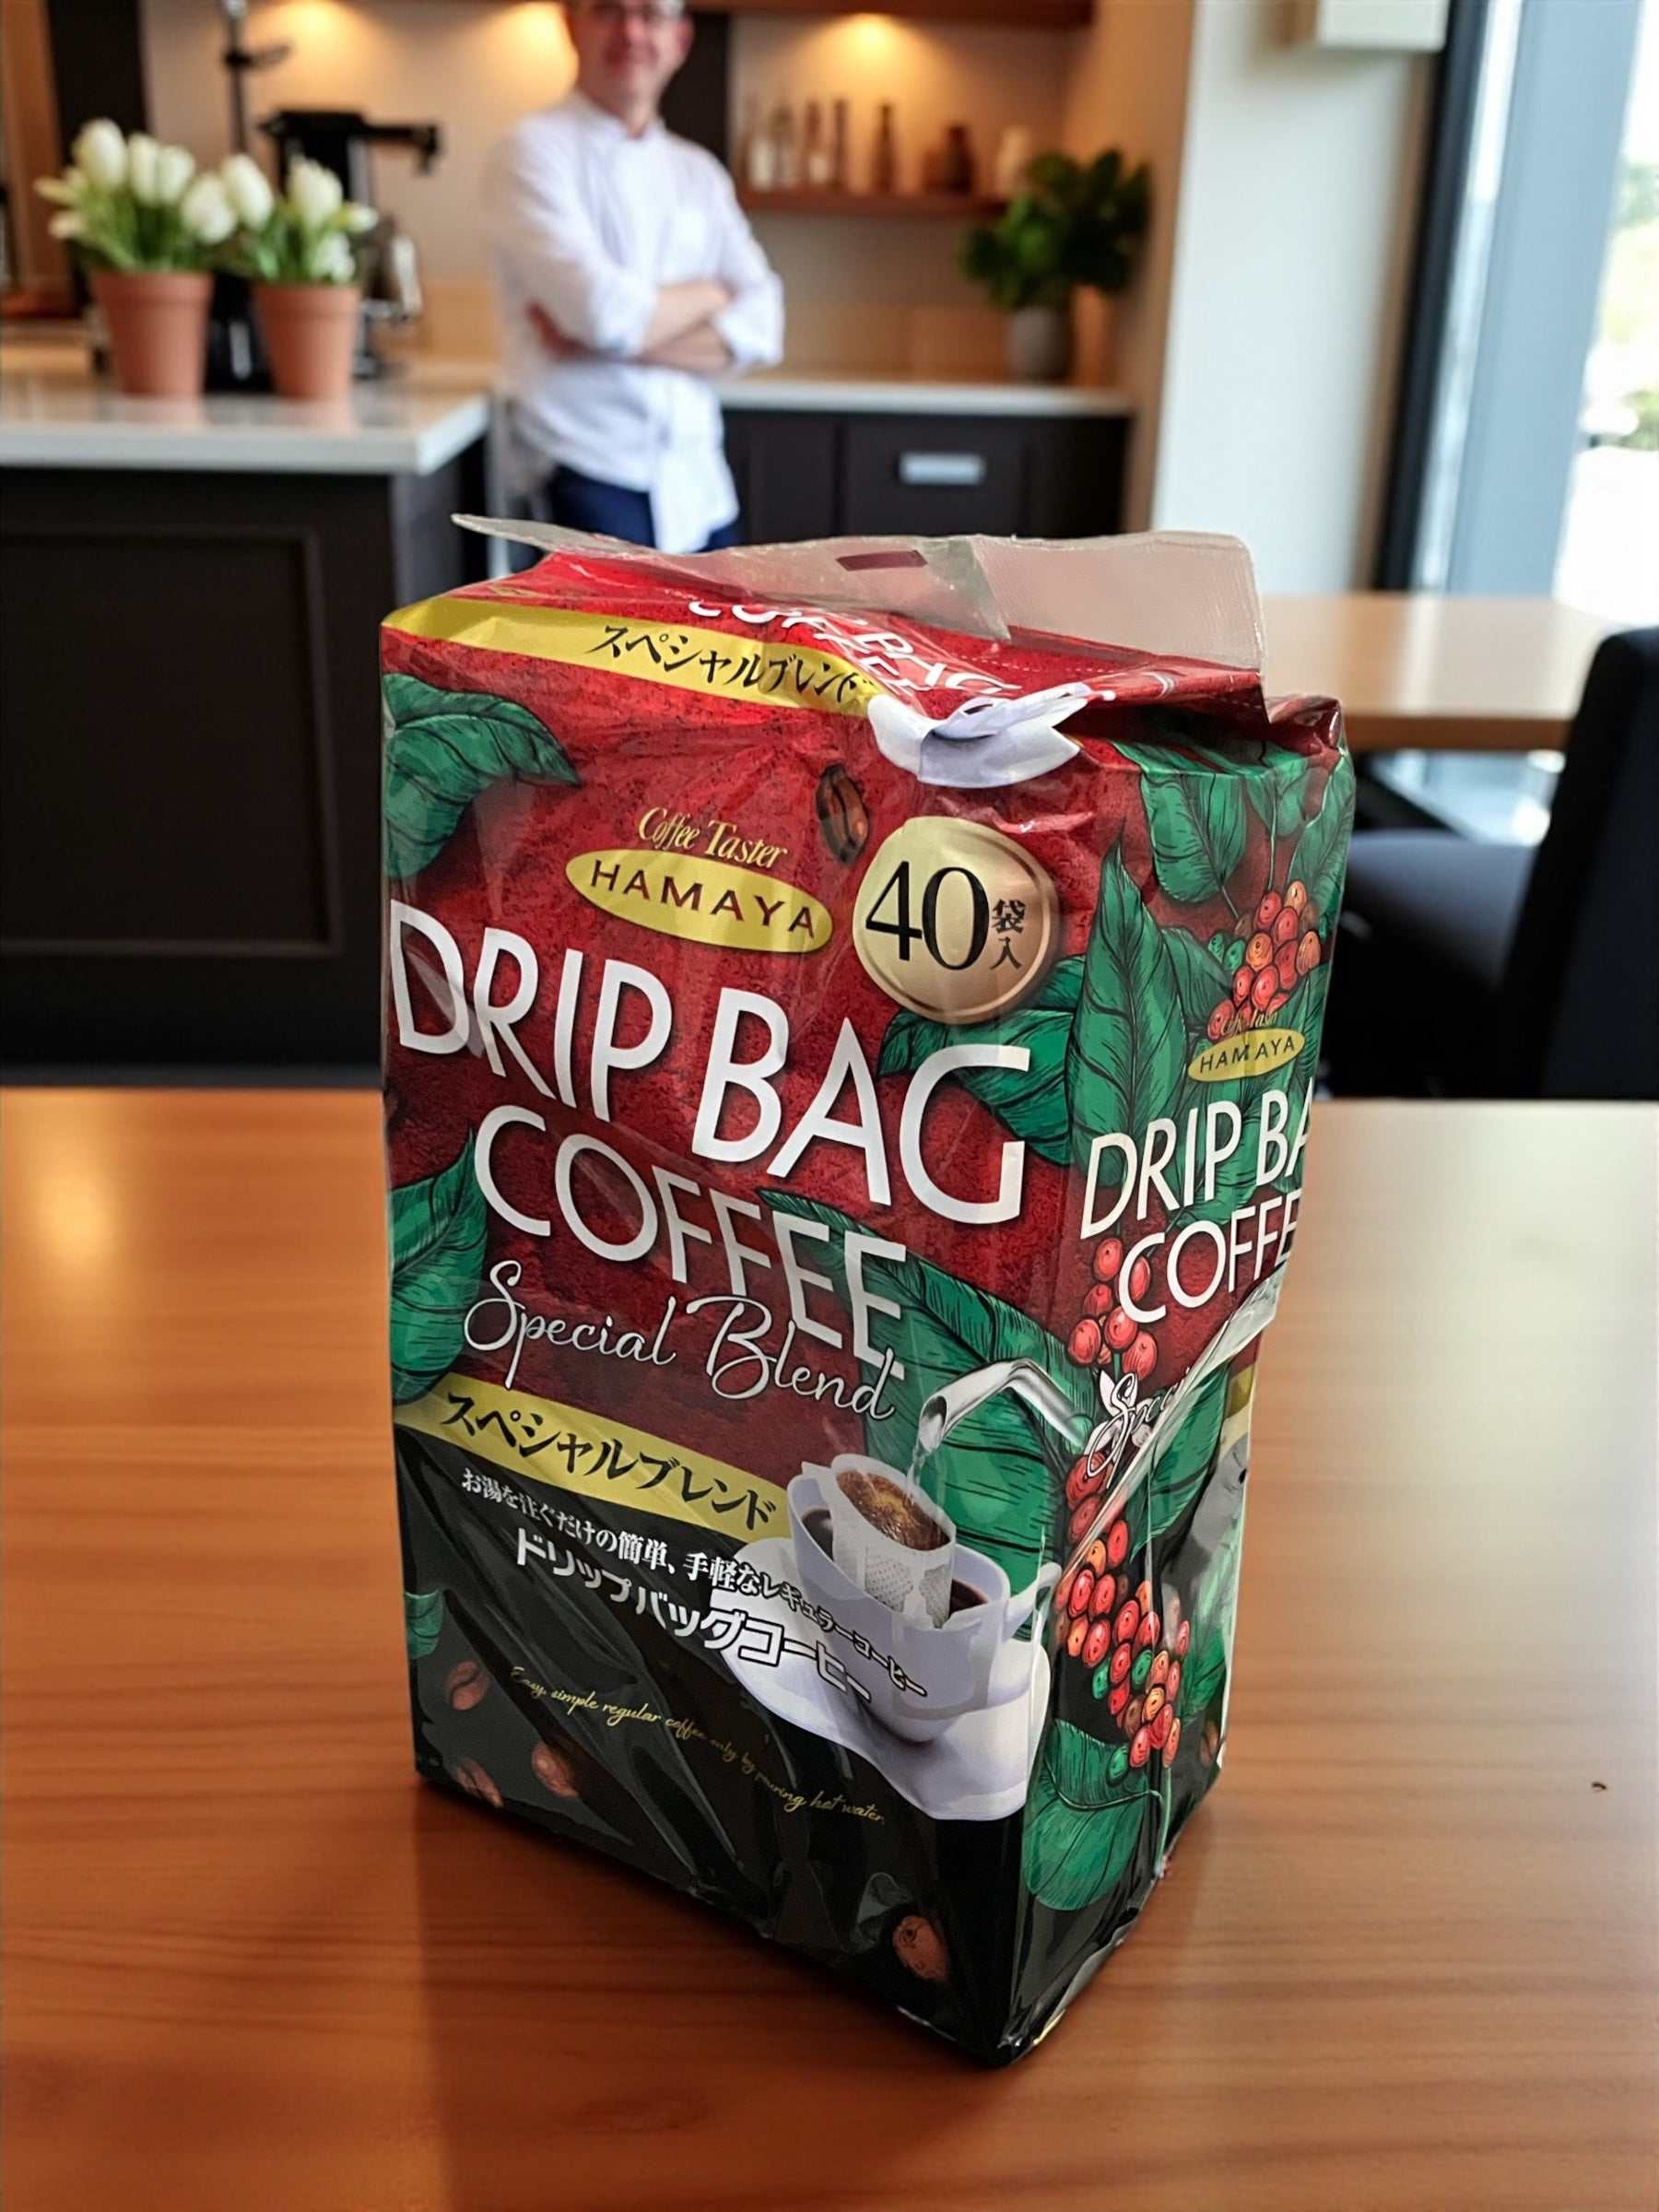 スペシャルブレンド
COFFEE
Coffee Taster
HAMAYA
40袋入
DRIP BAG
COFFEE
Special Blend
スペシャルブレンド
お湯を注ぐだけの簡単、手軽なレギュラーコーヒー
ドリップバッグコーヒー
Easy, simple regular coffee only by pouring hot water.
HAMAYA
DRIP BA
COFFE
Speci